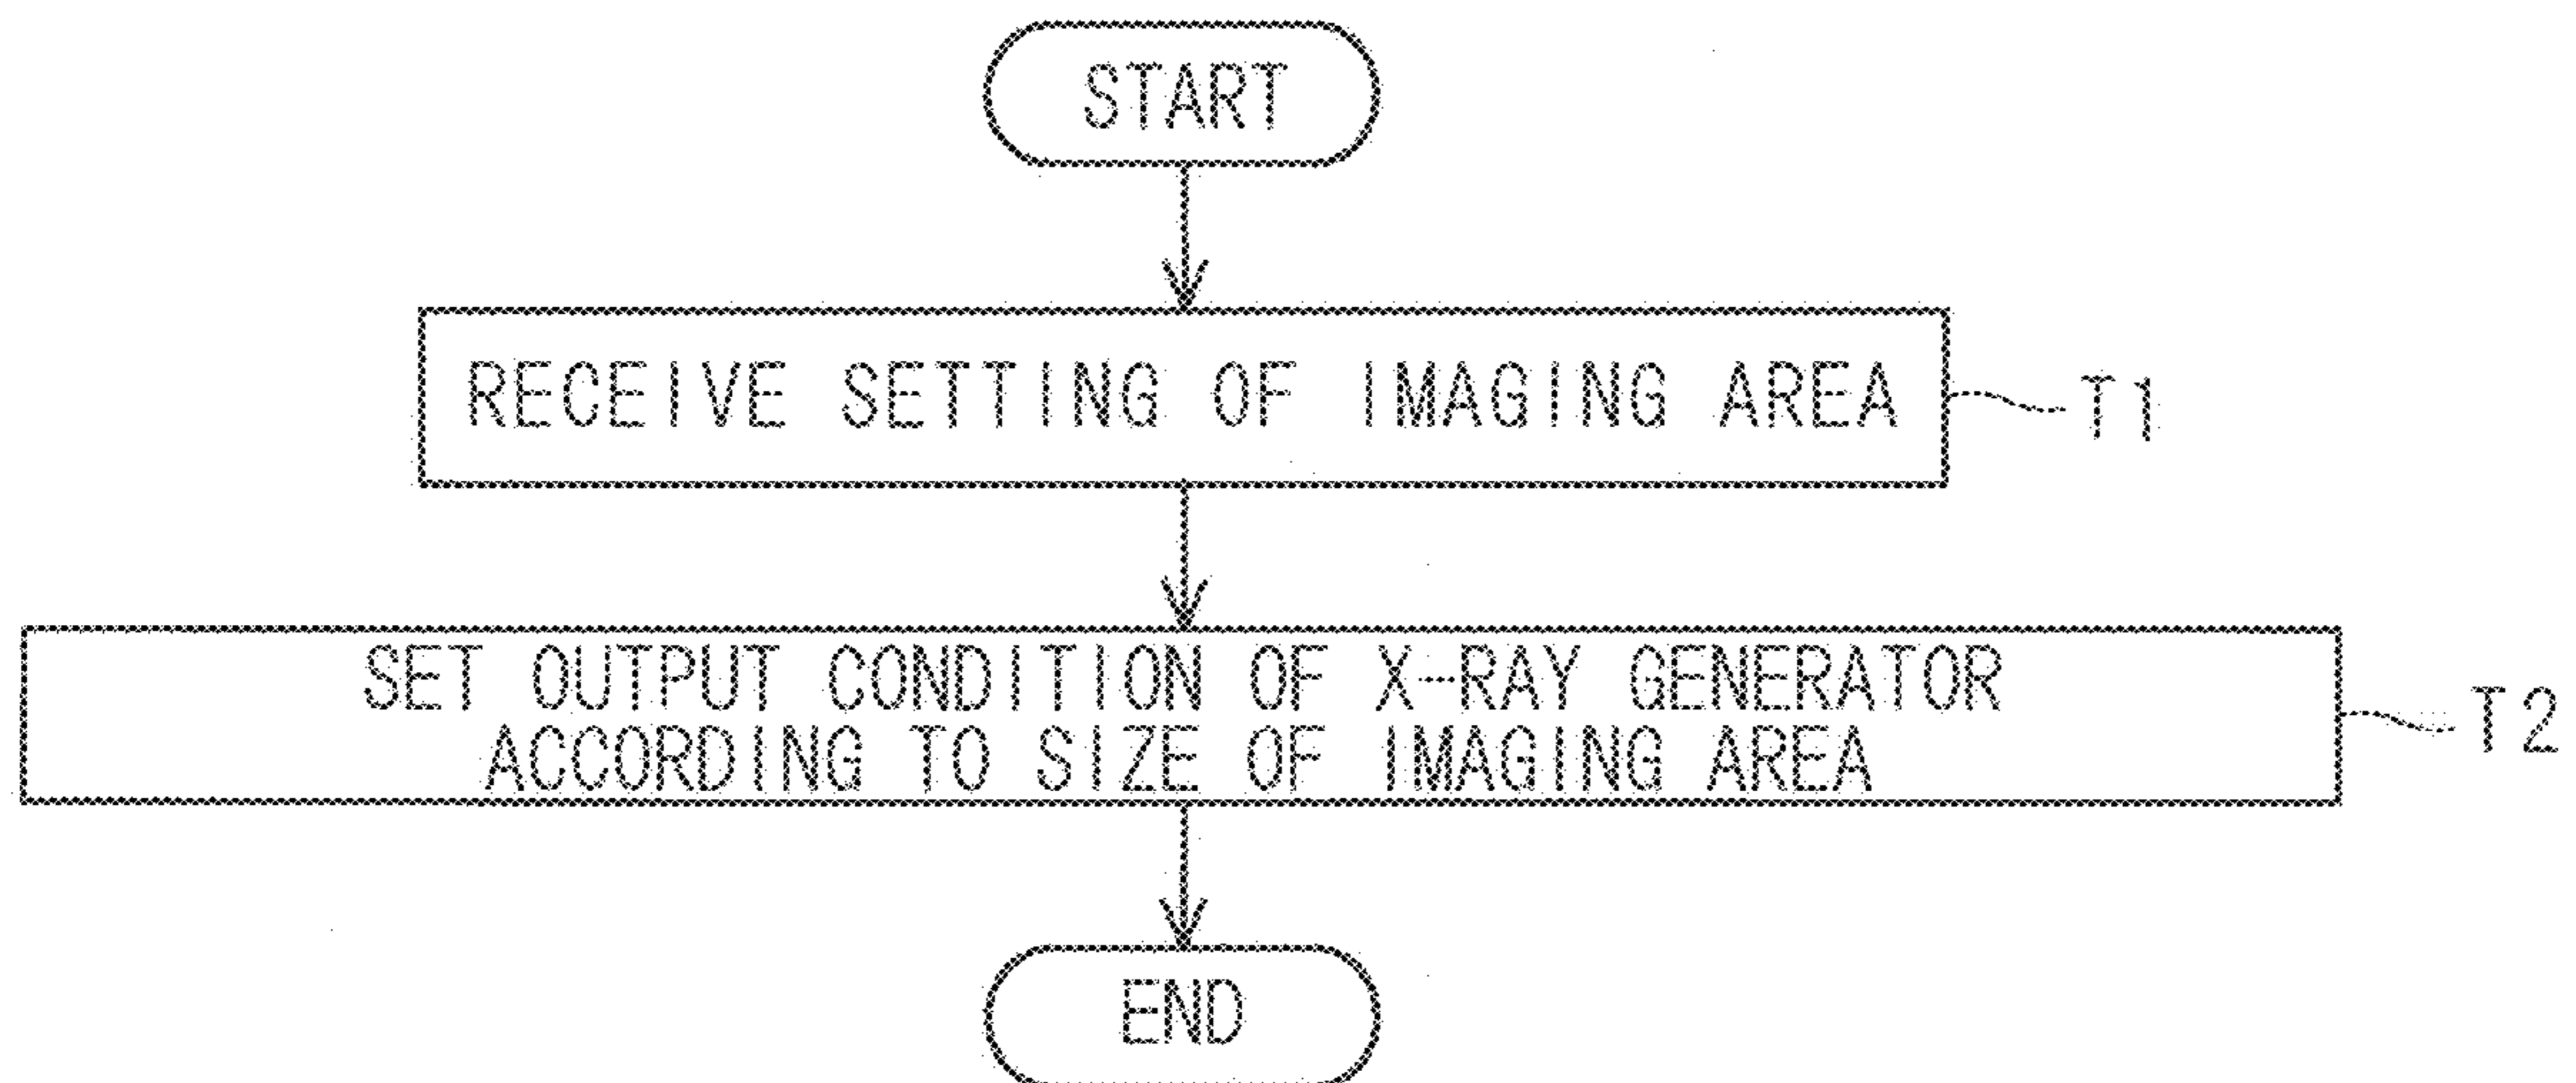 START
RECEIVE SETTING OF IMAGING AREA
T1
SET OUTPUT CONDITION OF X-RAY GENERATOR
ACCORDING TO SIZE OF IMAGING AREA
T2
END